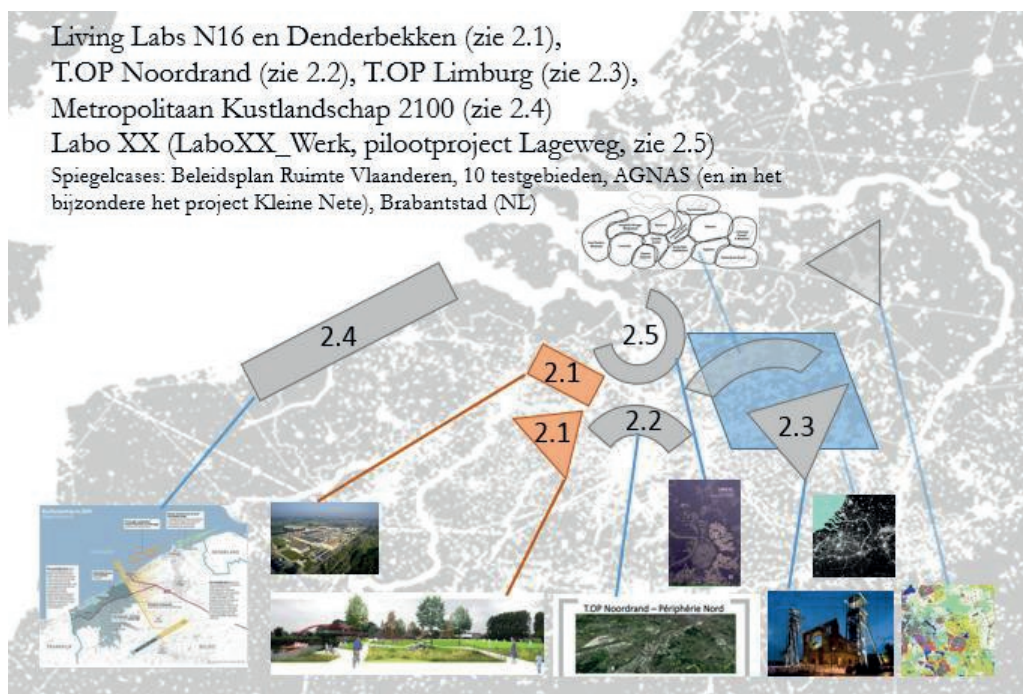 Living Labs N16 en Denderbekken (zie 2.1),
T.OP Noordrand (zie 2.2), T.OP Limburg (zie 2.3),
Metropolitaan Kustlandschap 2100 (zie 2.4)
Labo XX (LaboXX_Werk, pilootproject Lageweg, zie 2.5)
Spiegelcases: Beleidsplan Ruimte Vlaanderen, 10 testgebieden, AGNAS (en in het
bijzondere het project Kleine Nete), Brabantstad (NL)
2.4
2.5
2.1
2.1
2.2
2.3
T.OP Noordrand – Périphérie Nord